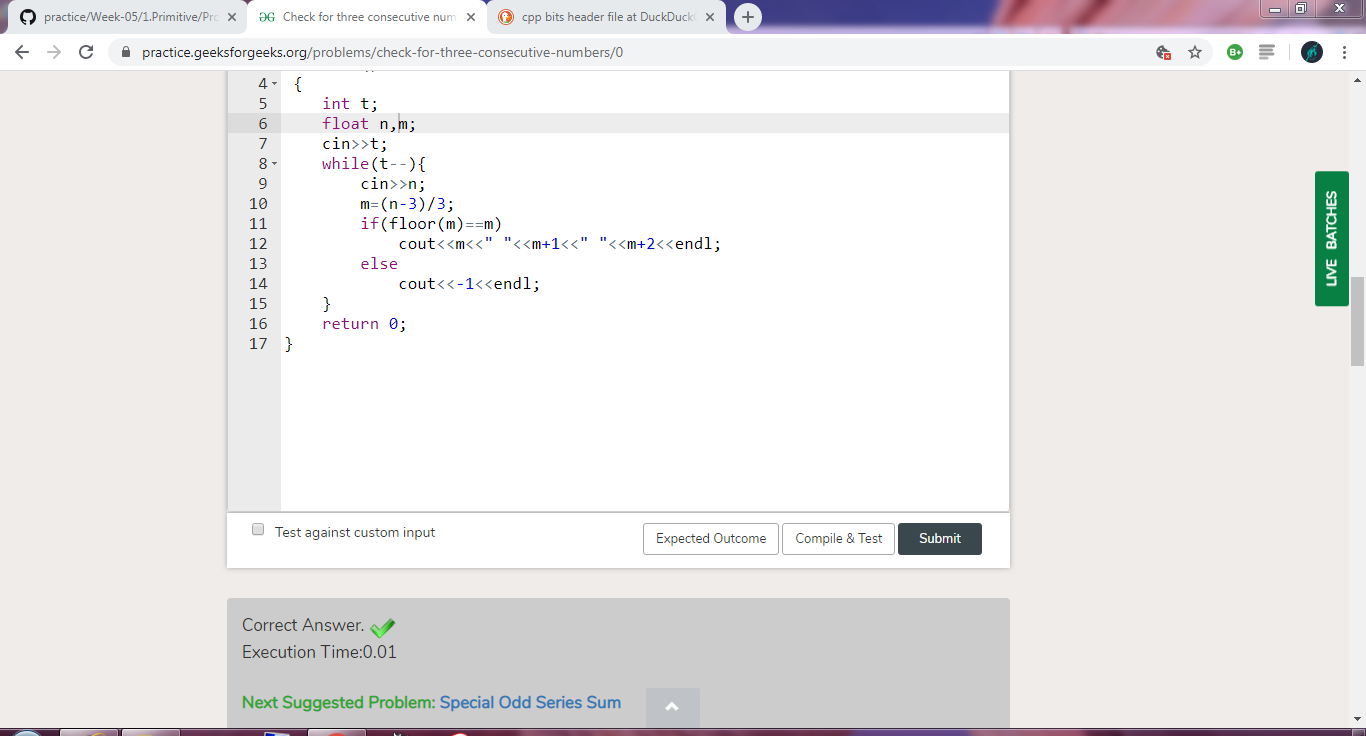 practice/Week-05/1.Primitive/Pro
Check for three consecutive num
cpp bits header file at DuckDuck
practice.geeksforgeeks.org/problems/check-for-three-consecutive-numbers/0
4 {
5 int t;
6 float n,m;
7 cin>>t;
8 while(t--){
9 cin>>n;
10 m=(n-3)/3;
11 if(floor(m)==m)
12 cout<<m<<" "<<m+1<<" "<<m+2<<endl;
13 else
14 cout<<-1<<endl;
15 }
16 return 0;
17 }
LIVE BATCHES
Test against custom input
Expected Outcome
Compile & Test
Submit
Correct Answer.
Execution Time:0.01
Next Suggested Problem: Special Odd Series Sum